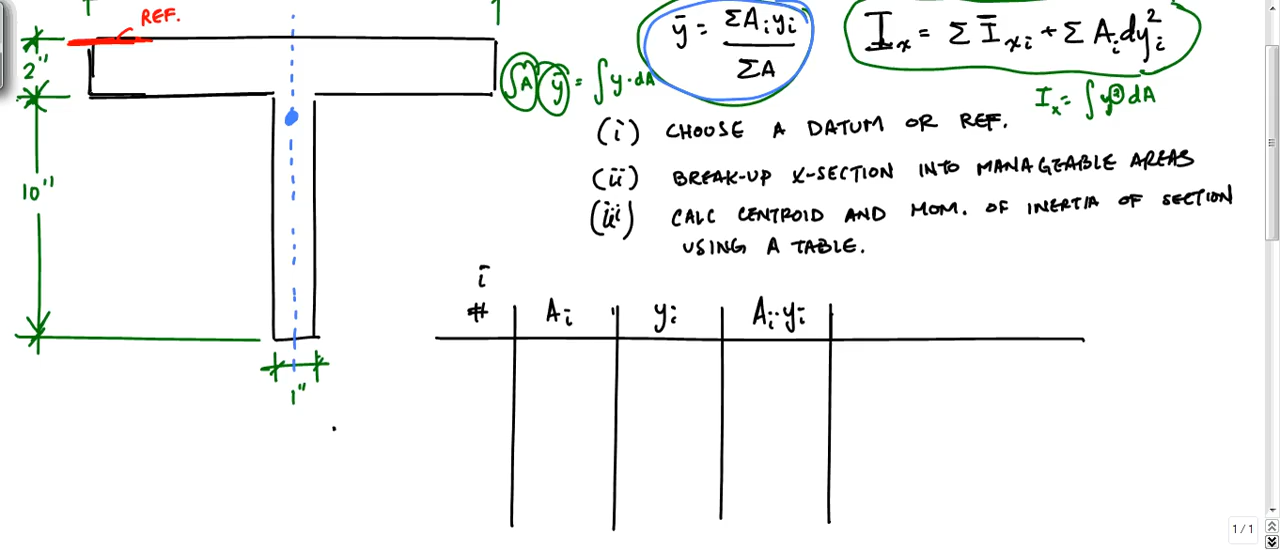 REF.
2"
10"
1"
ȳ = ΣAᵢyᵢ / ΣA
Iₓ = Σ Īₓᵢ + Σ Aᵢdyᵢ²
∫A ȳ = ∫y·dA
Iₓ = ∫y²dA
(i) CHOOSE A DATUM OR REF.
(ii) BREAK-UP X-SECTION INTO MANAGEABLE AREAS
(iii) CALC CENTROID AND MOM. OF INERTIA OF SECTION
USING A TABLE.
i
# Aᵢ yᵢ Aᵢ·yᵢ
1 / 1